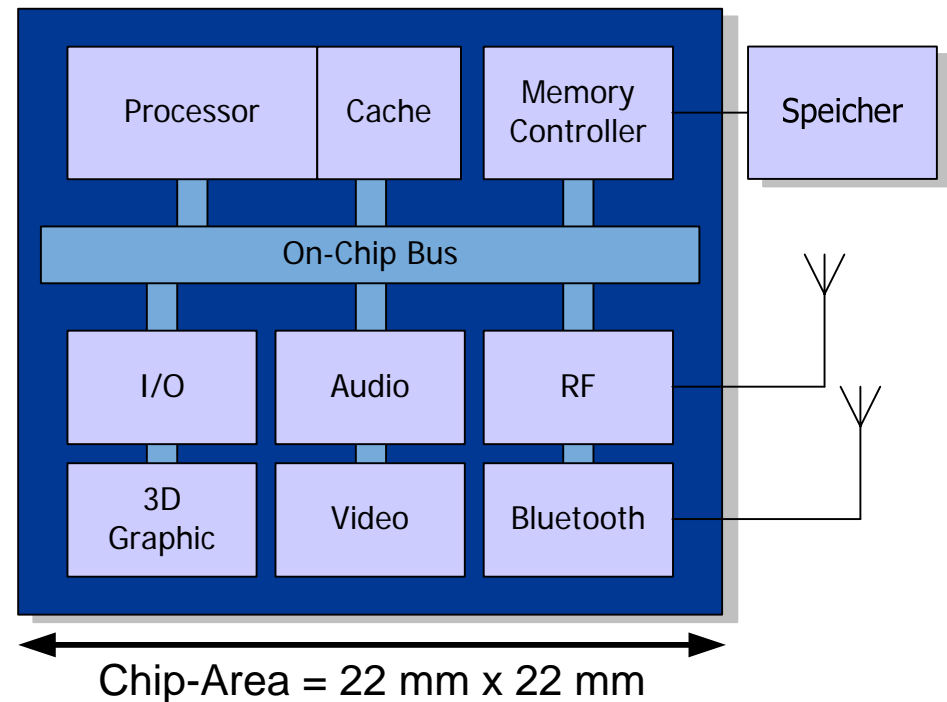 Processor
Cache
Memory
Controller
Speicher
On-Chip Bus
I/O
Audio
RF
3D
Graphic
Video
Bluetooth
Chip-Area = 22 mm x 22 mm